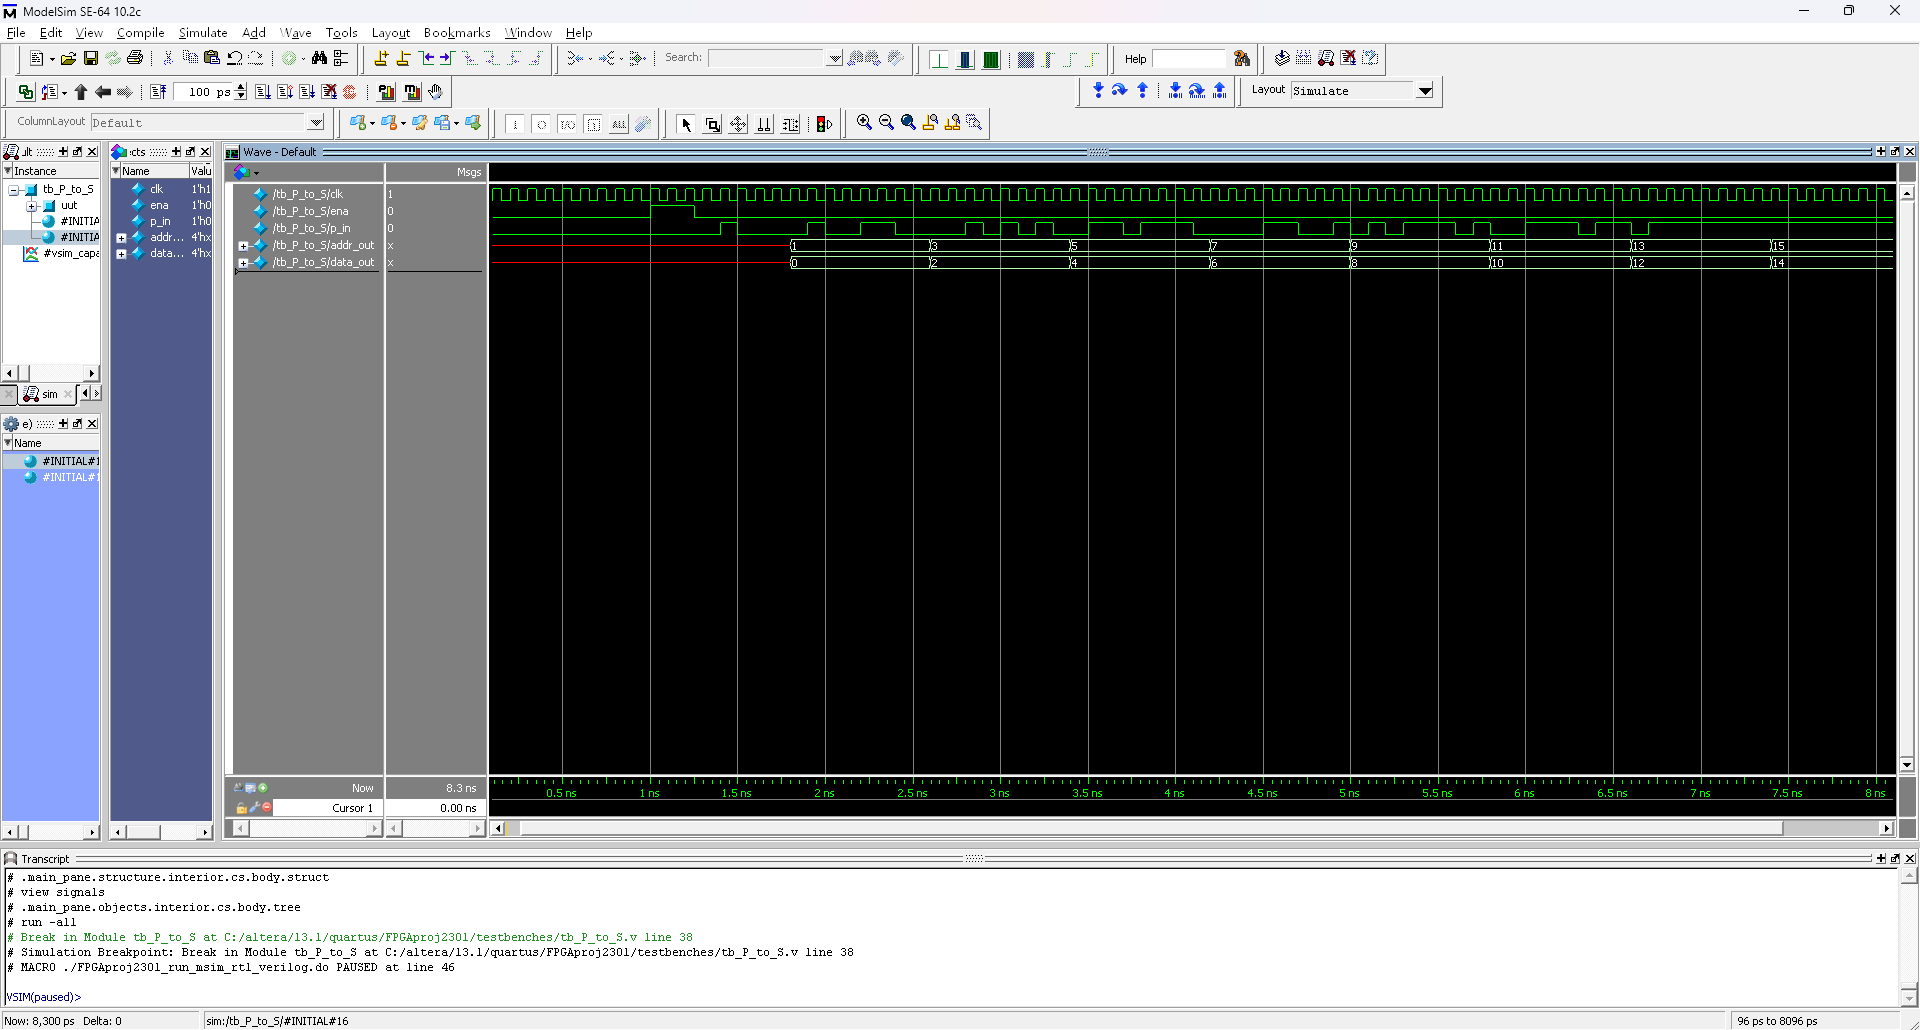 ModelSim SE-64 10.2c
File Edit View Compile Simulate Add Wave Tools Layout Bookmarks Window Help
Search:
Help
100 ps
Layout Simulate
ColumnLayout Default
ult
Instance
tb_P_to_S
uut
#INITIA
#INITIA
#vsim_capa
sim
e)
Name
#INITIAL#1
#INITIAL#1
cts
Name Valu
clk 1'h1
ena 1'h0
p_in 1'h0
addr... 4'hx
data... 4'hx
Wave - Default
Msgs
/tb_P_to_S/clk 1
/tb_P_to_S/ena 0
/tb_P_to_S/p_in 0
/tb_P_to_S/addr_out x 1 3 5 7 9 11 13 15
/tb_P_to_S/data_out x 0 2 4 6 8 10 12 14
Now 8.3 ns
0.5 ns 1 ns 1.5 ns 2 ns 2.5 ns 3 ns 3.5 ns 4 ns 4.5 ns 5 ns 5.5 ns 6 ns 6.5 ns 7 ns 7.5 ns 8 ns
Cursor 1 0.00 ns
Transcript
# .main_pane.structure.interior.cs.body.struct
# view signals
# .main_pane.objects.interior.cs.body.tree
# run -all
# Break in Module tb_P_to_S at C:/altera/13.1/quartus/FPGAproj2301/testbenches/tb_P_to_S.v line 38
# Simulation Breakpoint: Break in Module tb_P_to_S at C:/altera/13.1/quartus/FPGAproj2301/testbenches/tb_P_to_S.v line 38
# MACRO ./FPGAproj2301_run_msim_rtl_verilog.do PAUSED at line 46
VSIM(paused)>
Now: 8,300 ps Delta: 0
sim:/tb_P_to_S/#INITIAL#16
96 ps to 8096 ps